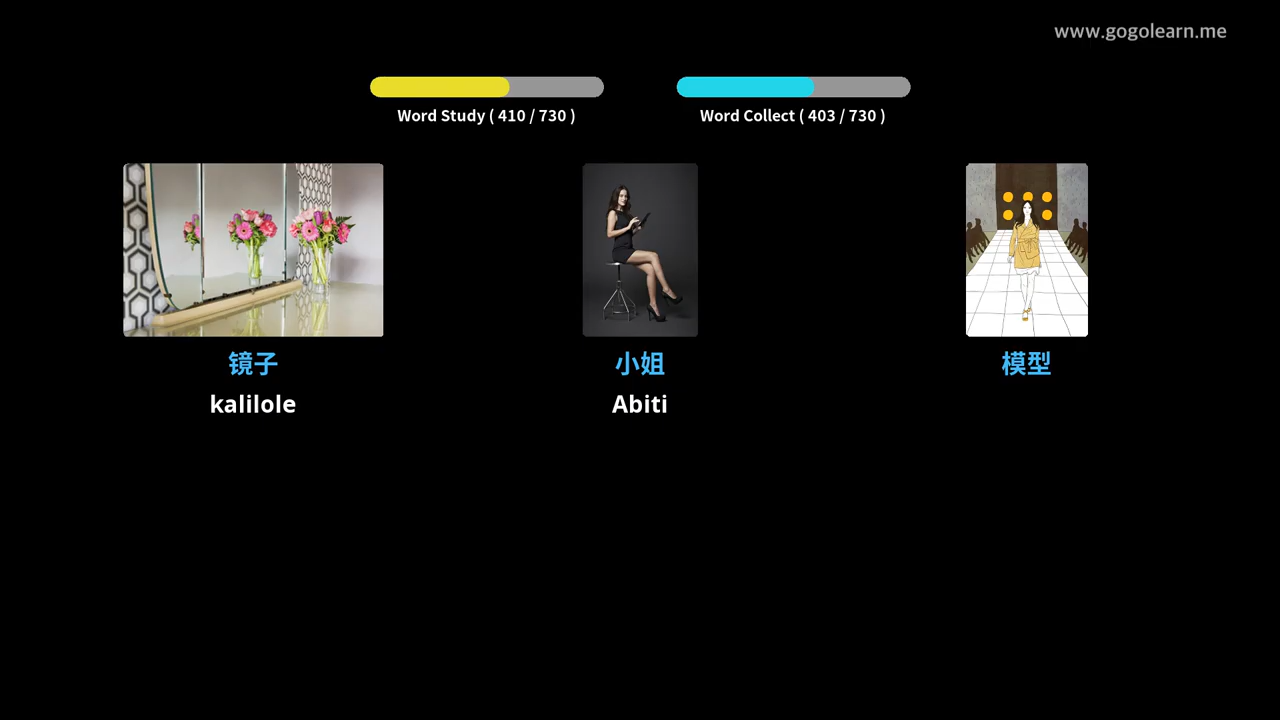 www.gogolearn.me
Word Study ( 410 / 730 )
Word Collect ( 403 / 730 )
镜子
小姐
模型
kalilole
Abiti